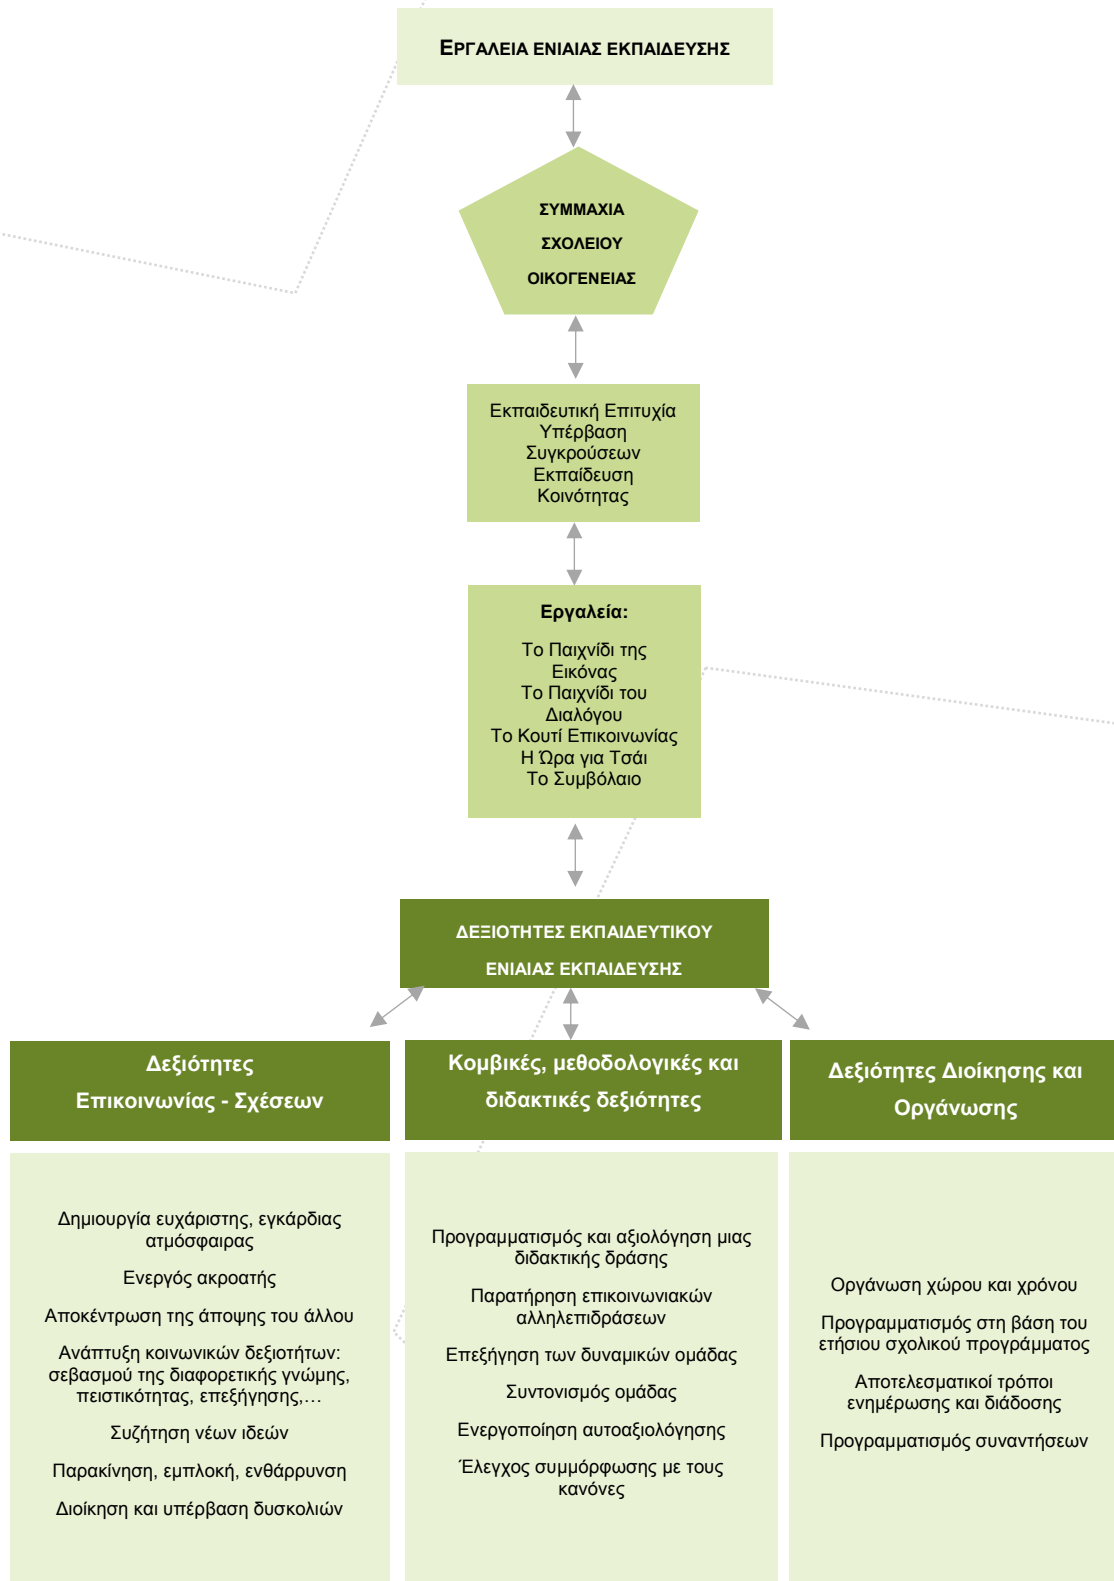 ΕΡΓΑΛΕΙΑ ΕΝΙΑΙΑΣ ΕΚΠΑΙΔΕΥΣΗΣ
ΣΥΜΜΑΧΙΑ
ΣΧΟΛΕΙΟΥ
ΟΙΚΟΓΕΝΕΙΑΣ
Εκπαιδευτική Επιτυχία
Υπέρβαση
Συγκρούσεων
Εκπαίδευση
Κοινότητας
Εργαλεία:
Το Παιχνίδι της
Εικόνας
Το Παιχνίδι του
Διαλόγου
Το Κουτί Επικοινωνίας
Η Ώρα για Τσάι
Το Συμβόλαιο
ΔΕΞΙΟΤΗΤΕΣ ΕΚΠΑΙΔΕΥΤΙΚΟΥ
ΕΝΙΑΙΑΣ ΕΚΠΑΙΔΕΥΣΗΣ
Δεξιότητες
Επικοινωνίας - Σχέσεων
Δημιουργία ευχάριστης, εγκάρδιας
ατμόσφαιρας
Ενεργός ακροατής
Αποκέντρωση της άποψης του άλλου
Ανάπτυξη κοινωνικών δεξιοτήτων:
σεβασμού της διαφορετικής γνώμης,
πειστικότητας, επεξήγησης,…
Συζήτηση νέων ιδεών
Παρακίνηση, εμπλοκή, ενθάρρυνση
Διοίκηση και υπέρβαση δυσκολιών
Κομβικές, μεθοδολογικές και
διδακτικές δεξιότητες
Προγραμματισμός και αξιολόγηση μιας
διδακτικής δράσης
Παρατήρηση επικοινωνιακών
αλληλεπιδράσεων
Επεξήγηση των δυναμικών ομάδας
Συντονισμός ομάδας
Ενεργοποίηση αυτοαξιολόγησης
Έλεγχος συμμόρφωσης με τους
κανόνες
Δεξιότητες Διοίκησης και
Οργάνωσης
Οργάνωση χώρου και χρόνου
Προγραμματισμός στη βάση του
ετήσιου σχολικού προγράμματος
Αποτελεσματικοί τρόποι
ενημέρωσης και διάδοσης
Προγραμματισμός συναντήσεων